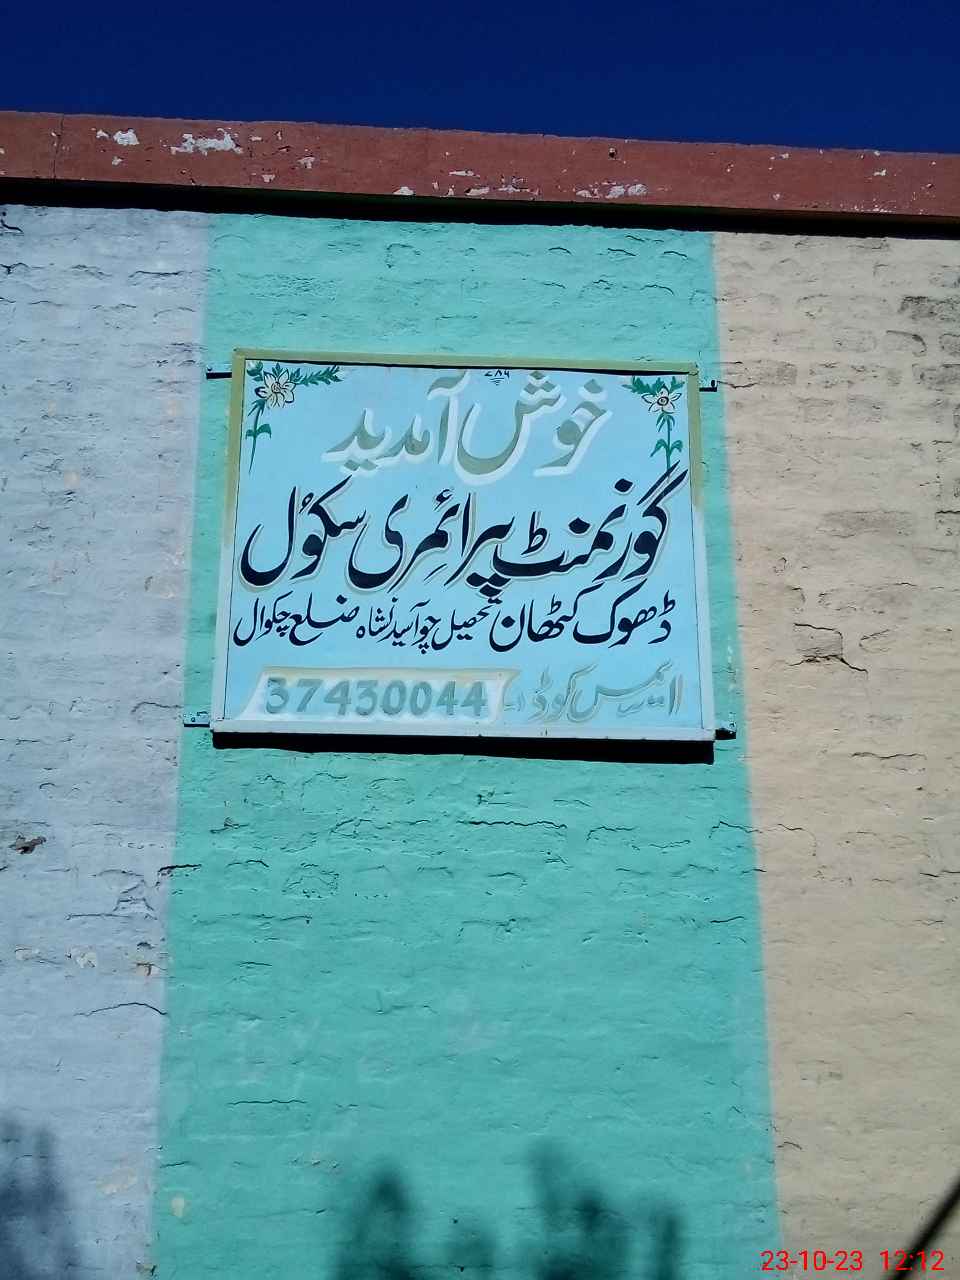 ۷۸۶
خوش آمدید
گورنمنٹ پرائمری سکول
ڈھوک کٹھان تحصیل چوآسیدنشاہ ضلع چکوال
ایمس کوڈ 37430044
23-10-23 12:12